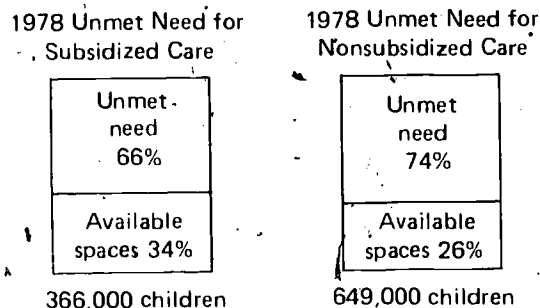 1978 Unmet Need for
Subsidized Care
Unmet
need
66%
Available
spaces 34%
366,000 children
1978 Unmet Need for
Nonsubsidized Care
Unmet
need
74%
Available
spaces 26%
649,000 children